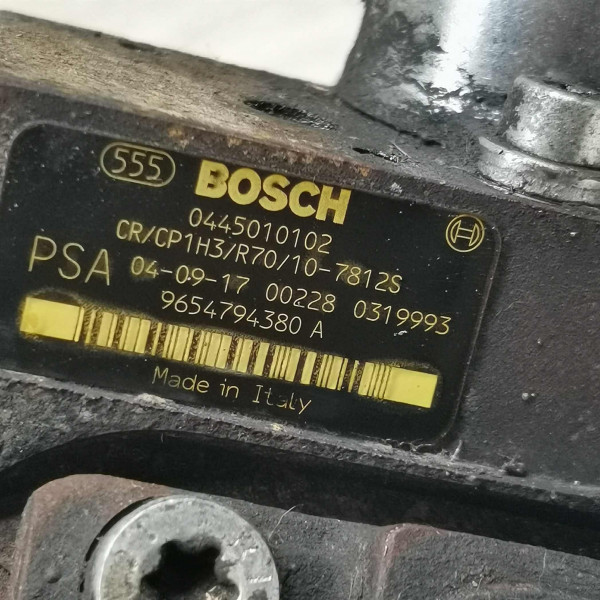 555 BOSCH
0445010102
CR/CP1H3/R70/10-7812S
PSA 04-09-17 00228 0319993
9654794380 A
Made in Italy